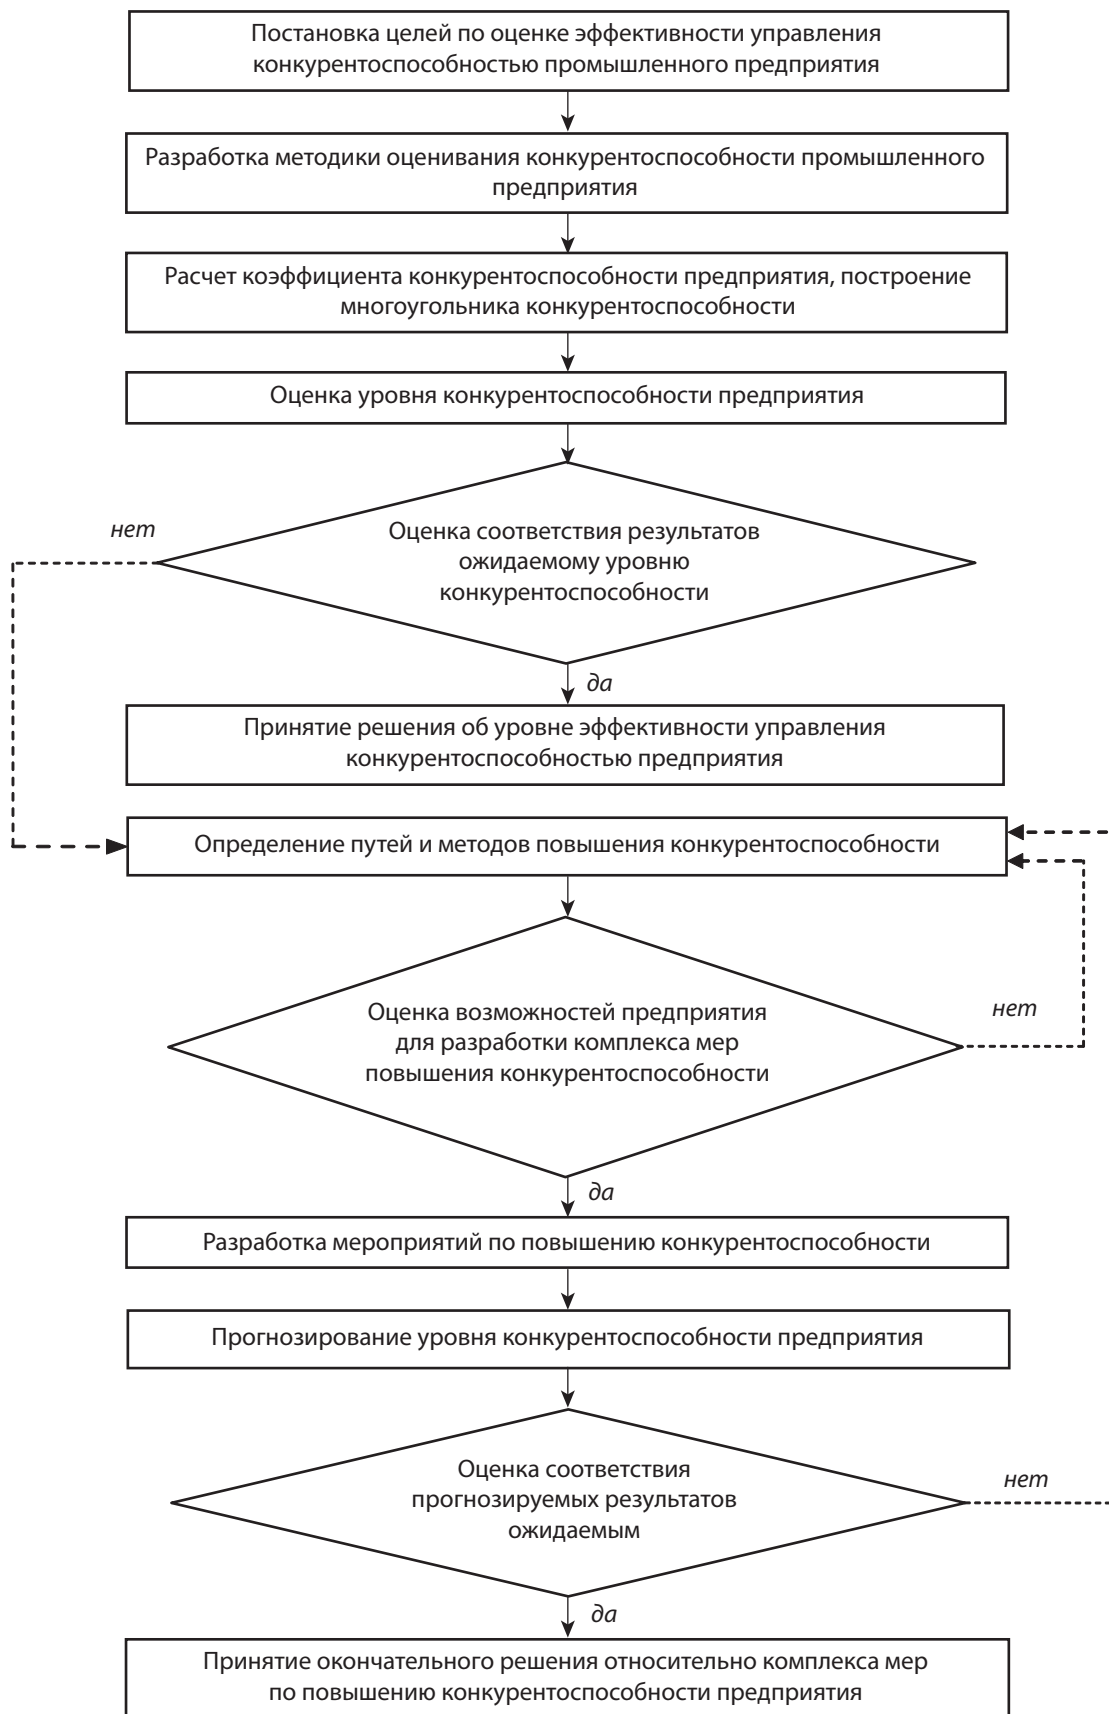 Постановка целей по оценке эффективности управления
конкурентоспособностью промышленного предприятия
Разработка методики оценивания конкурентоспособности промышленного
предприятия
Расчет коэффициента конкурентоспособности предприятия, построение
многоугольника конкурентоспособности
Оценка уровня конкурентоспособности предприятия
нет
Оценка соответствия результатов
ожидаемому уровню
конкурентоспособности
да
Принятие решения об уровне эффективности управления
конкурентоспособностью предприятия
Определение путей и методов повышения конкурентоспособности
Оценка возможностей предприятия
для разработки комплекса мер
повышения конкурентоспособности
нет
да
Разработка мероприятий по повышению конкурентоспособности
Прогнозирование уровня конкурентоспособности предприятия
Оценка соответствия
прогнозируемых результатов
ожидаемым
нет
да
Принятие окончательного решения относительно комплекса мер
по повышению конкурентоспособности предприятия